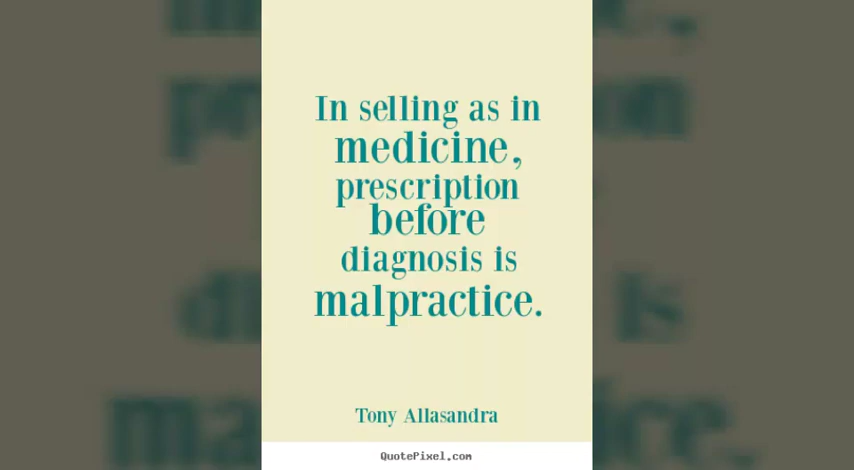 In selling as in
medicine,
prescription
before
diagnosis is
malpractice.
Tony Allasandra
QuotePixel.com